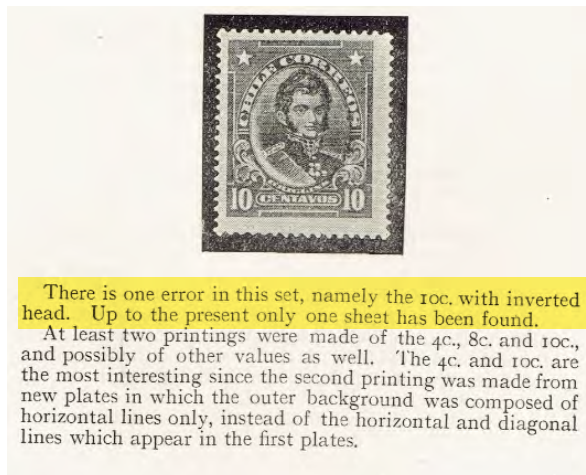 CHILE CORREOS
10 CENTAVOS 10
There is one error in this set, namely the 10c. with inverted
head. Up to the present only one sheet has been found.
At least two printings were made of the 4c., 8c. and 10c.,
and possibly of other values as well. The 4c. and 10c. are
the most interesting since the second printing was made from
new plates in which the outer background was composed of
horizontal lines only, instead of the horizontal and diagonal
lines which appear in the first plates.